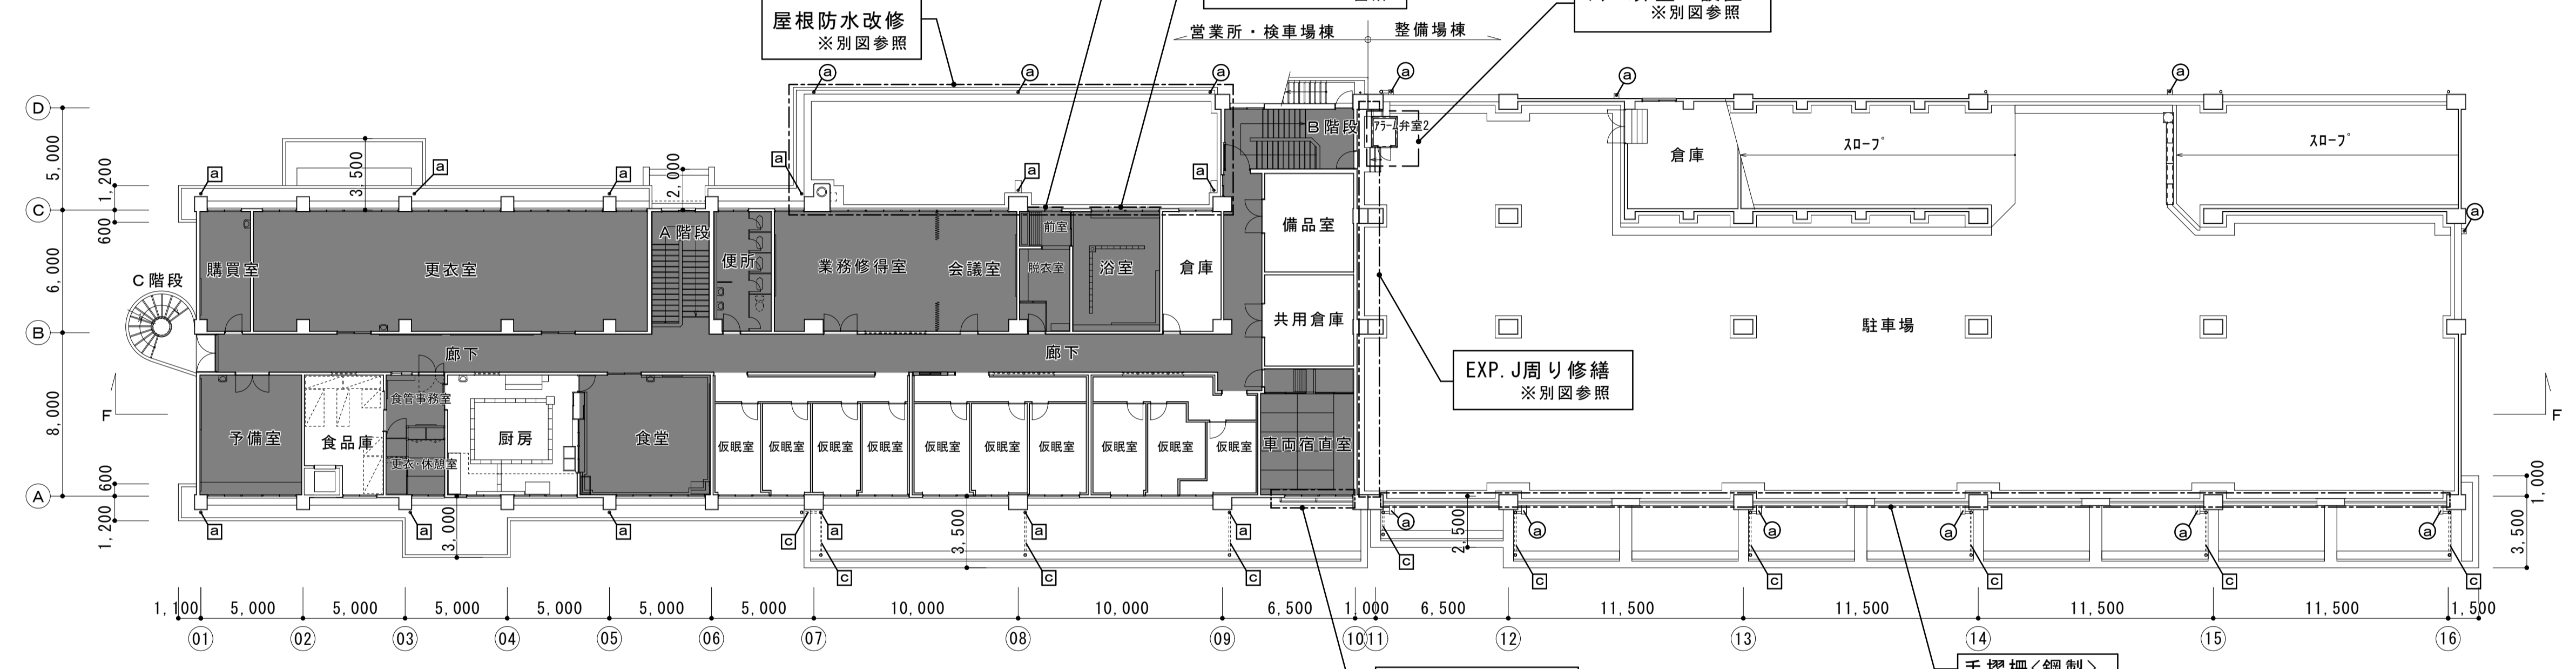 屋根防水改修
※別図参照
営業所・検車場棟
整備場棟
※別図参照
ⓐ
ⓐ
ⓐ
ⓐ
ⓐ
ⓐ
D
C
B
A
5,000
6,000
8,000
1,200
600
600
1,200
3,500
2,000
a
a
a
a
a
a
B階段
アラーム弁室2
倉庫
スロープ
スロープ
ⓐ
C階段
購買室
更衣室
A階段
便所
業務修得室
会議室
前室
脱衣室
浴室
倉庫
備品室
共用倉庫
駐車場
廊下
廊下
EXP.J周り修繕
※別図参照
F
F
予備室
食品庫
食管事務室
更衣・休憩室
厨房
食堂
仮眠室
仮眠室
仮眠室
仮眠室
仮眠室
仮眠室
仮眠室
仮眠室
仮眠室
仮眠室
車両宿直室
a
a
a
a
a
a
ⓐ
ⓐ
ⓐ
ⓐ
ⓐ
ⓐ
3,000
3,500
2,500
1,000
3,500
c
c
c
c
c
c
c
c
c
c
1,100
5,000
5,000
5,000
5,000
5,000
5,000
10,000
10,000
6,500
1,000
6,500
11,500
11,500
11,500
11,500
1,500
01
02
03
04
05
06
07
08
09
10
11
12
13
14
15
16
手摺柵<鋼製>